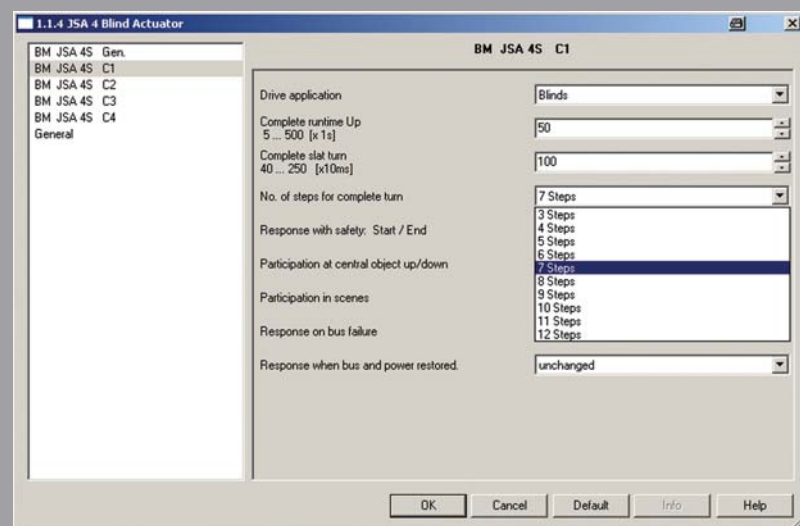 1.1.4 JSA 4 Blind Actuator
BM JSA 4S Gen.
BM JSA 4S C1
BM JSA 4S C2
BM JSA 4S C3
BM JSA 4S C4
General
BM JSA 4S C1
Drive application
Blinds
Complete runtime Up
5 ... 500 [x 1s]
50
Complete slat turn
40 ... 250 [x10ms]
100
No. of steps for complete turn
7 Steps
3 Steps
4 Steps
5 Steps
6 Steps
7 Steps
8 Steps
9 Steps
10 Steps
11 Steps
12 Steps
Response with safety: Start / End
Participation at central object up/down
Participation in scenes
Response on bus failure
Response when bus and power restored.
unchanged
OK
Cancel
Default
Info
Help